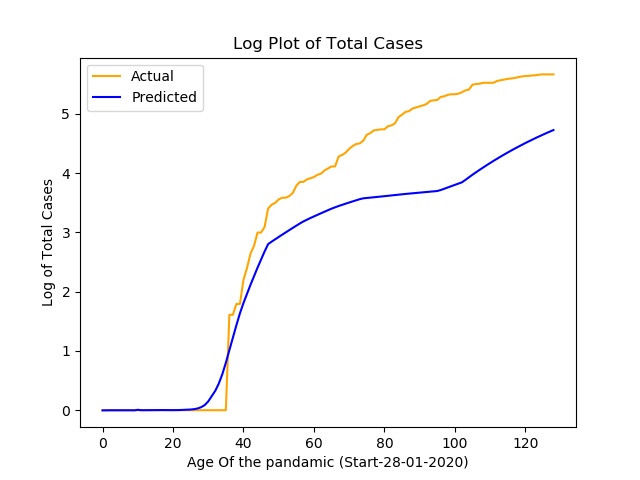 Log Plot of Total Cases
Actual
Predicted
Log of Total Cases
5
4
3
2
1
0
0 20 40 60 80 100 120
Age Of the pandamic (Start-28-01-2020)